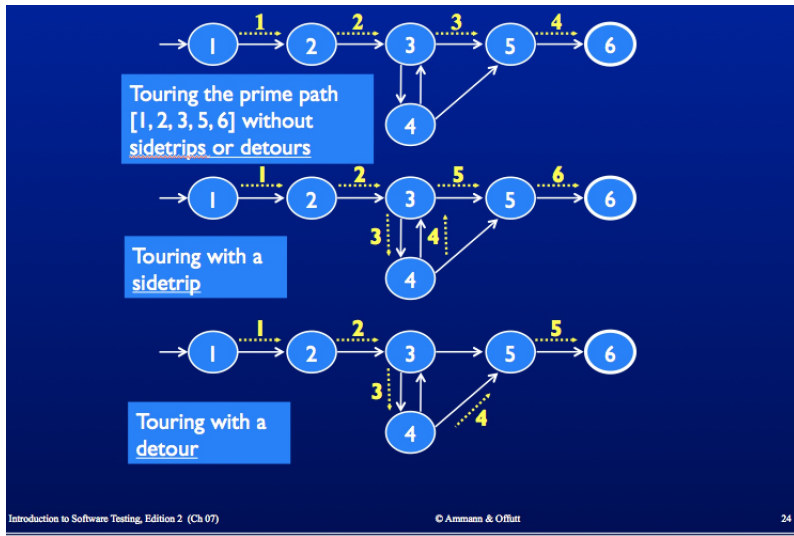 1 2 3 4
1 2 3 5 6
4
Touring the prime path
[1, 2, 3, 5, 6] without
sidetrips or detours
1 2 5 6
1 2 3 5 6
3 4
4
Touring with a
sidetrip
1 2 5
1 2 3 5 6
3
4 4
Touring with a
detour
Introduction to Software Testing, Edition 2 (Ch 07) © Ammann & Offutt 24